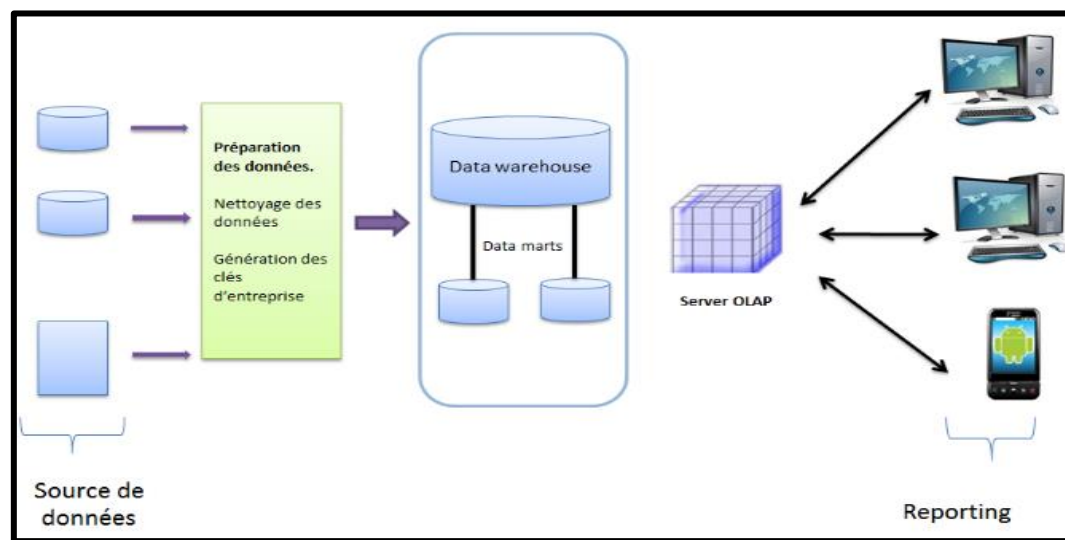 Préparation
des données.
Nettoyage des
données
Génération des
clés
d'entreprise
Data warehouse
Data marts
Server OLAP
Source de
données
Reporting